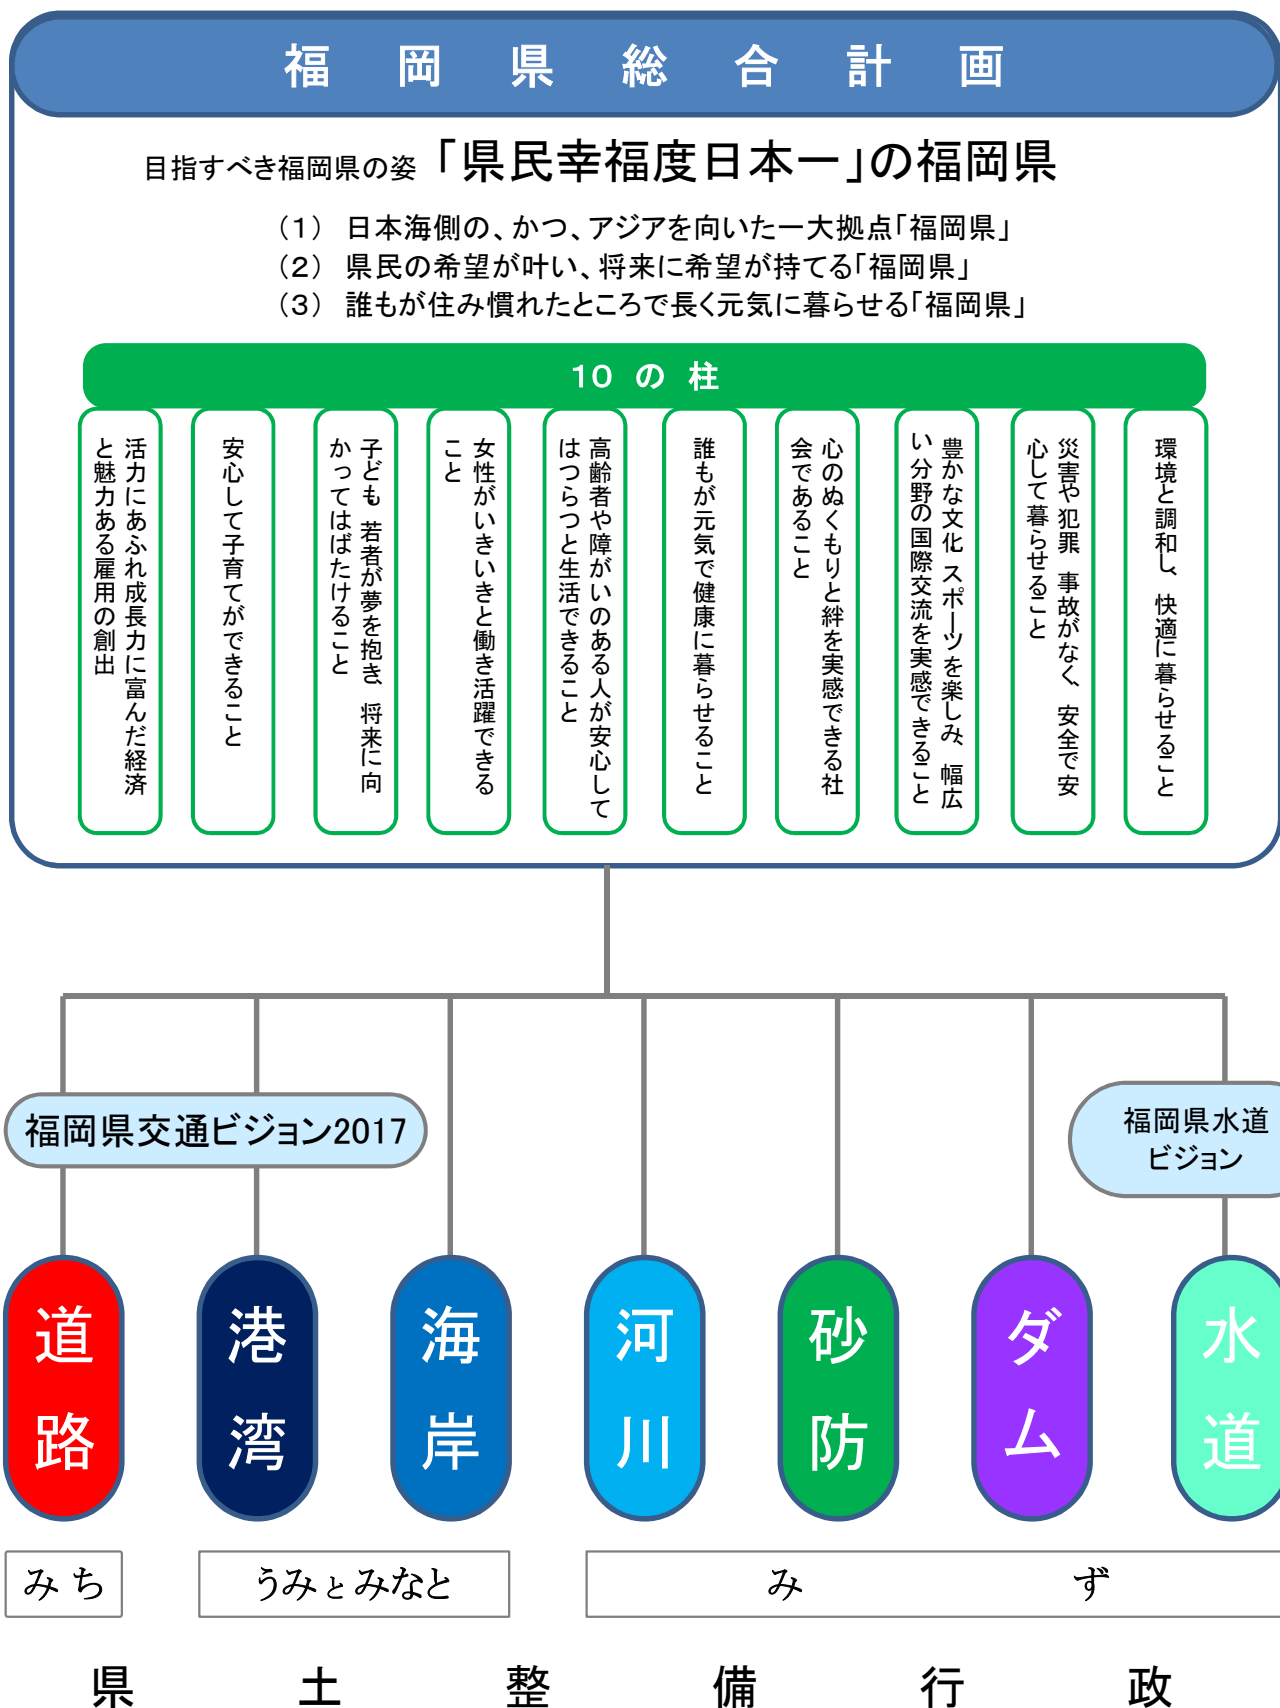 福岡県総合計画
目指すべき福岡県の姿「県民幸福度日本一」の福岡県
（１） 日本海側の、かつ、アジアを向いた一大拠点「福岡県」
（２） 県民の希望が叶い、将来に希望が持てる「福岡県」
（３） 誰もが住み慣れたところで長く元気に暮らせる「福岡県」
１０の柱
活力にあふれ成長力に富んだ経済
と魅力ある雇用の創出
安心して子育てができること
子ども 若者が夢を抱き、将来に向
かってはばたけること
女性がいきいきと働き活躍できる
こと
高齢者や障がいのある人が安心して
はつらつと生活できること
誰もが元気で健康に暮らせること
心のぬくもりと絆を実感できる社
会であること
豊かな文化 スポーツを楽しみ、幅広
い分野の国際交流を実感できること
災害や犯罪 事故がなく、安全で安
心して暮らせること
環境と調和し、快適に暮らせること
福岡県交通ビジョン2017
福岡県水道
ビジョン
道路
港湾
海岸
河川
砂防
ダム
水道
みち
うみとみなと
みず
県土整備行政